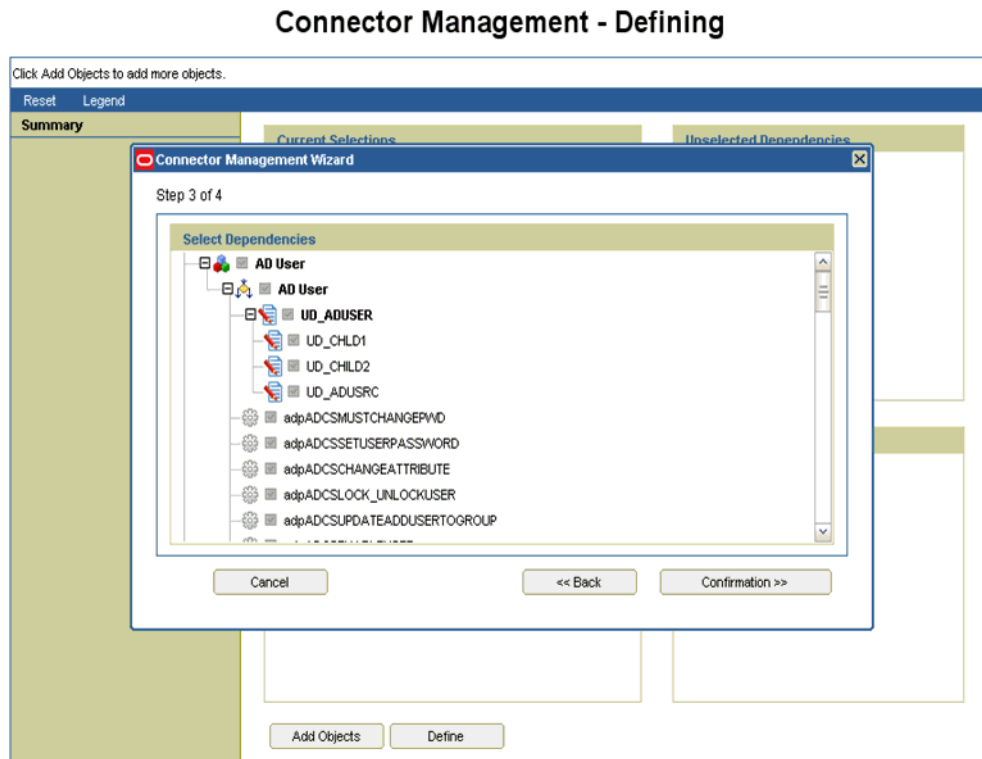 Connector Management - Defining
Click Add Objects to add more objects.
Reset Legend
Summary
Current Selections
Unselected Dependencies
Connector Management Wizard
Step 3 of 4
Select Dependencies
AD User
AD User
UD_ADUSER
UD_CHLD1
UD_CHILD2
UD_ADUSRC
adpADCSMUSTCHANGEPWD
adpADCSSETUSERPASSWORD
adpADCSCHANGEATTRIBUTE
adpADCSLOCK_UNLOCKUSER
adpADCSUPDATEADDUSERTOGROUP
Cancel << Back Confirmation >>
Add Objects Define